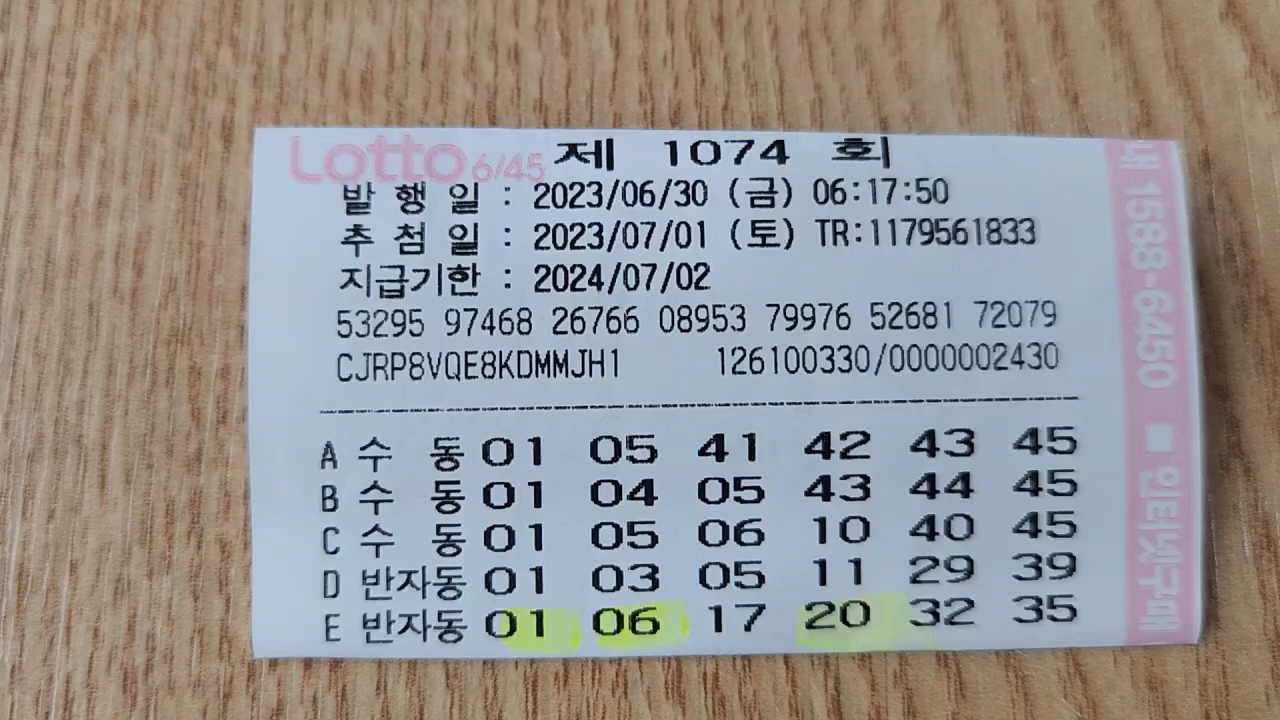 Lotto 6/45 제 1074 회
발 행 일 : 2023/06/30 (금) 06:17:50
추 첨 일 : 2023/07/01 (토) TR:1179561833
지급기한 : 2024/07/02
53295 97468 26766 08953 79976 52681 72079
CJRP8VQE8KDMMJH1 126100330/0000002430
A 수 동 01 05 41 42 43 45
B 수 동 01 04 05 43 44 45
C 수 동 01 05 06 10 40 45
D 반자동 01 03 05 11 29 39
E 반자동 01 06 17 20 32 35
내 1588-6450 ■ 인터넷구매